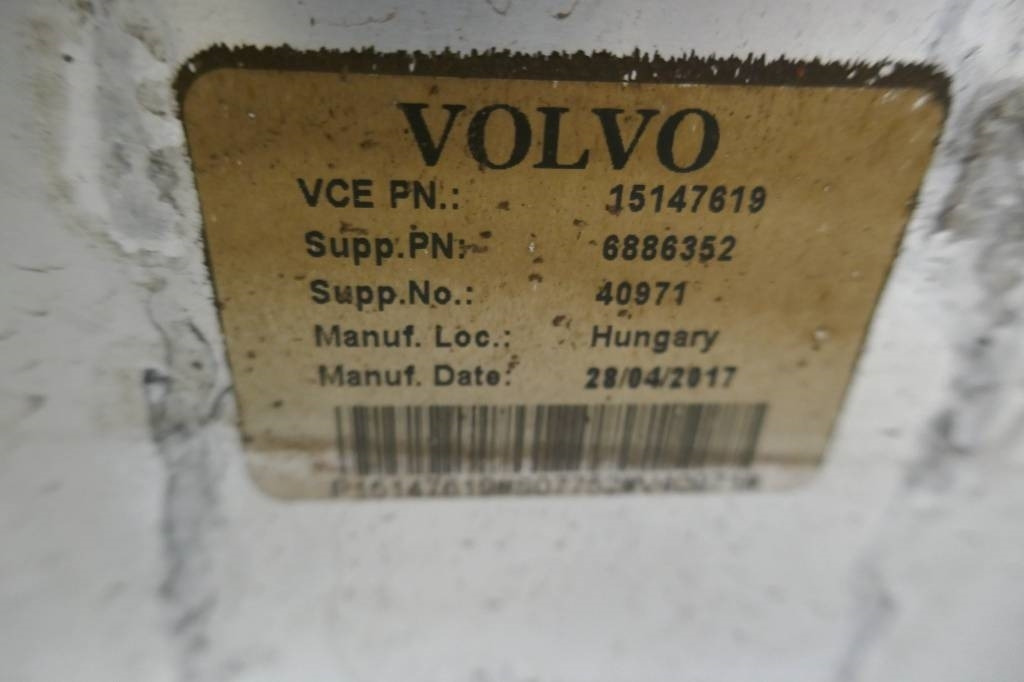 VOLVO
VCE PN.: 15147619
Supp.PN: 6886352
Supp.No.: 40971
Manuf. Loc.: Hungary
Manuf. Date: 28/04/2017